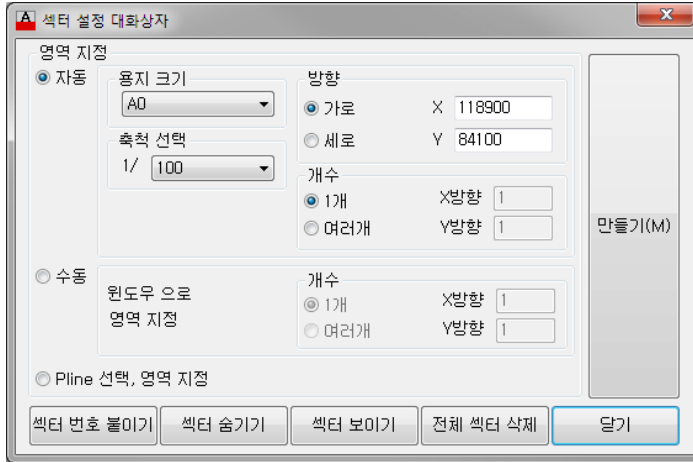 섹터 설정 대화상자
영역 지정
자동
용지 크기
A0
축척 선택
1/ 100
방향
가로 X 118900
세로 Y 84100
개수
1개 X방향 1
여러개 Y방향 1
만들기(M)
수동
윈도우 으로
영역 지정
개수
1개 X방향 1
여러개 Y방향 1
Pline 선택, 영역 지정
섹터 번호 붙이기 섹터 숨기기 섹터 보이기 전체 섹터 삭제 닫기